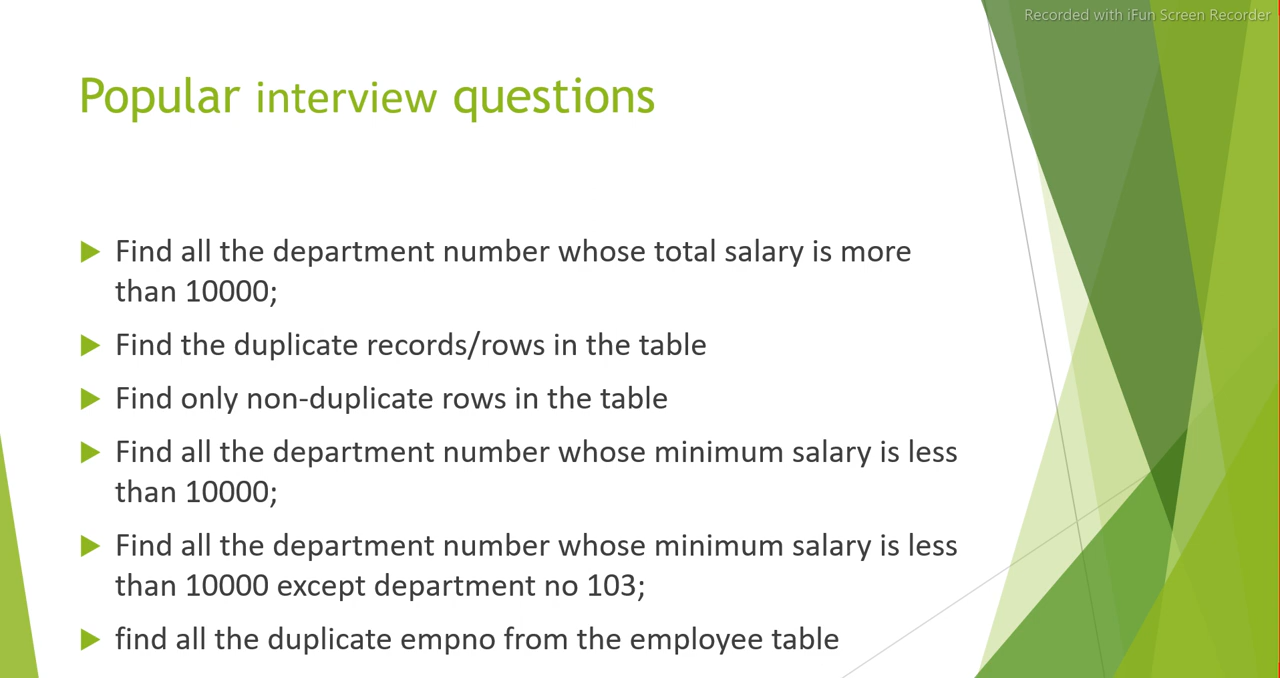 Recorded with iFun Screen Recorder
Popular interview questions
Find all the department number whose total salary is more
than 10000;
Find the duplicate records/rows in the table
Find only non-duplicate rows in the table
Find all the department number whose minimum salary is less
than 10000;
Find all the department number whose minimum salary is less
than 10000 except department no 103;
find all the duplicate empno from the employee table